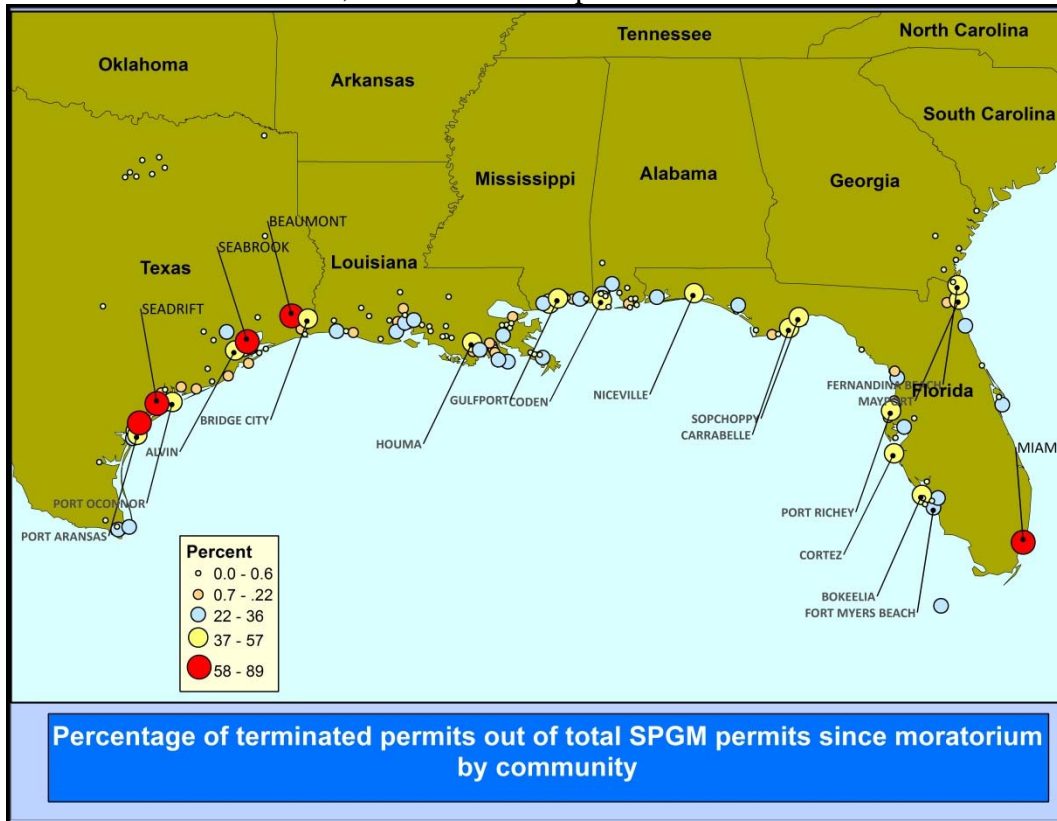 Tennessee
North Carolina
Oklahoma
Arkansas
South Carolina
Mississippi
Alabama
Georgia
BEAUMONT
SEABROOK
Louisiana
Texas
SEADRIFT
GULFPORT
CODEN
NICEVILLE
FERNANDINA BEACH
Florida
MAYPORT
BRIDGE CITY
HOUMA
SOPCHOPPY
CARRABELLE
ALVIN
MIAM
PORT OCONNOR
PORT RICHEY
PORT ARANSAS
CORTEZ
BOKEELIA
FORT MYERS BEACH
Percent
0.0 - 0.6
0.7 - .22
22 - 36
37 - 57
58 - 89
Percentage of terminated permits out of total SPGM permits since moratorium
by community